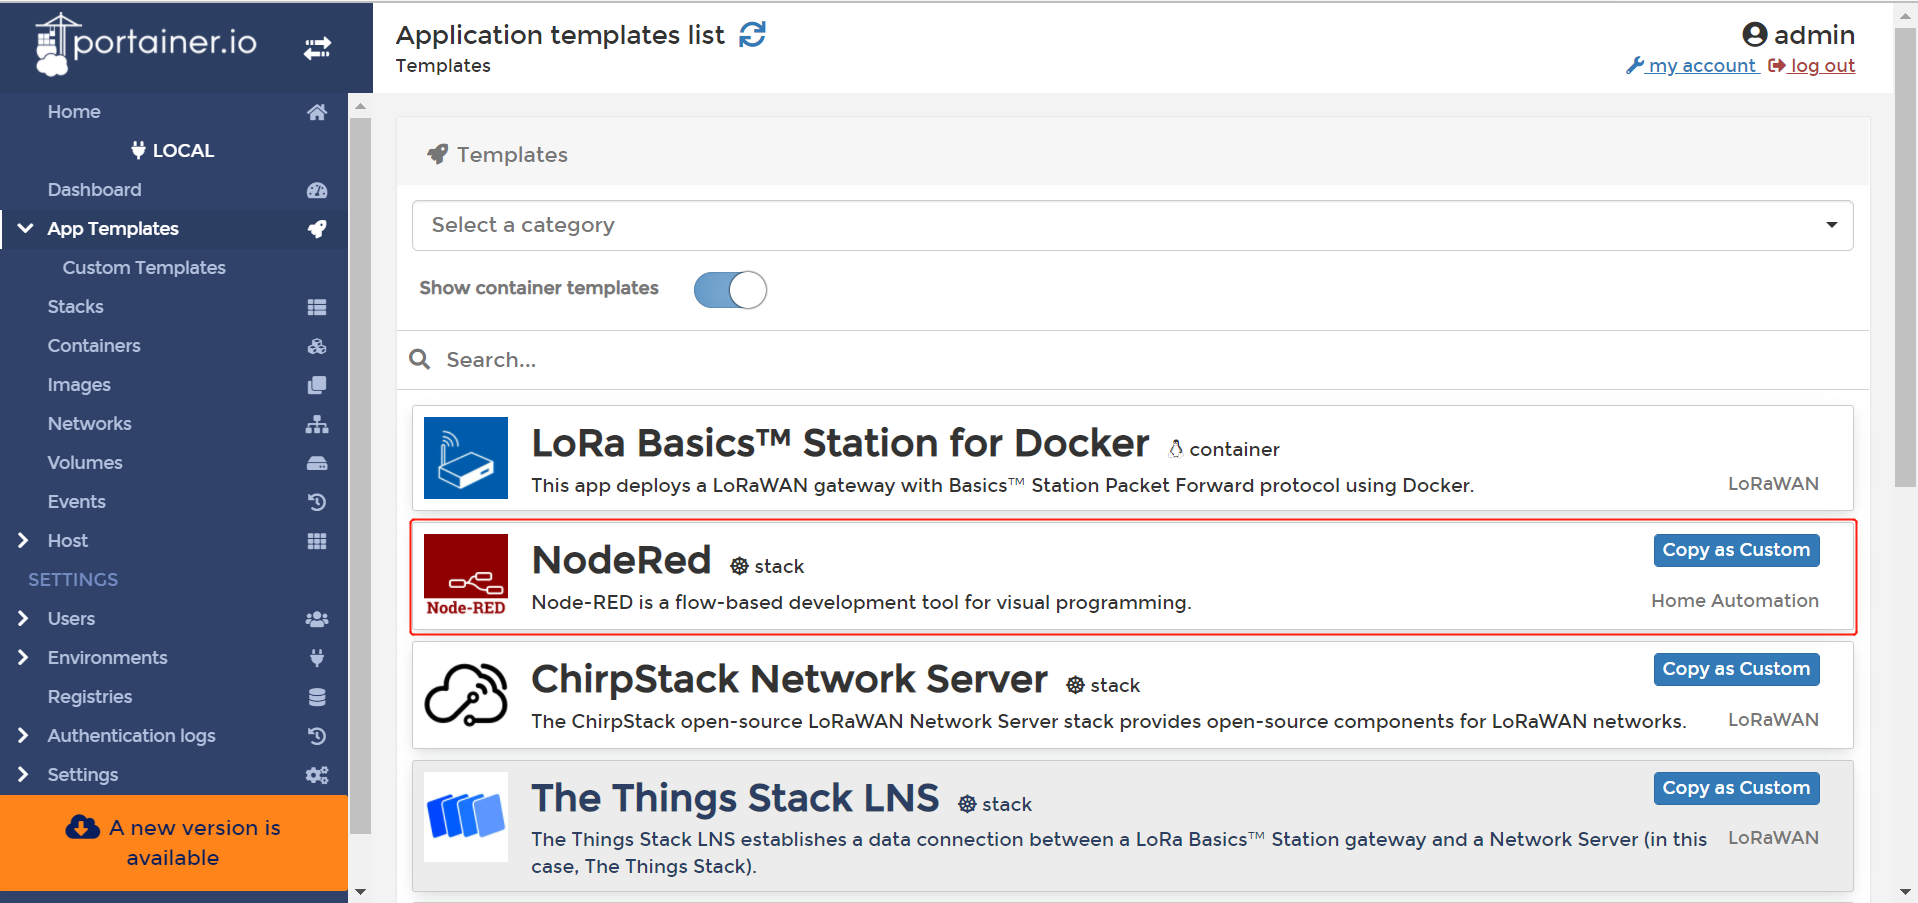 portainer.io
Home
LOCAL
Dashboard
App Templates
Custom Templates
Stacks
Containers
Images
Networks
Volumes
Events
Host
SETTINGS
Users
Environments
Registries
Authentication logs
Settings
A new version is
available
Application templates list
Templates
admin
my account log out
Templates
Select a category
Show container templates
Search...
LoRa Basics™ Station for Docker container
This app deploys a LoRaWAN gateway with Basics™ Station Packet Forward protocol using Docker.
LoRaWAN
Node-RED
NodeRed stack
Copy as Custom
Node-RED is a flow-based development tool for visual programming.
Home Automation
ChirpStack Network Server stack
Copy as Custom
The ChirpStack open-source LoRaWAN Network Server stack provides open-source components for LoRaWAN networks.
LoRaWAN
The Things Stack LNS stack
Copy as Custom
The Things Stack LNS establishes a data connection between a LoRa Basics™ Station gateway and a Network Server (in this
case, The Things Stack).
LoRaWAN